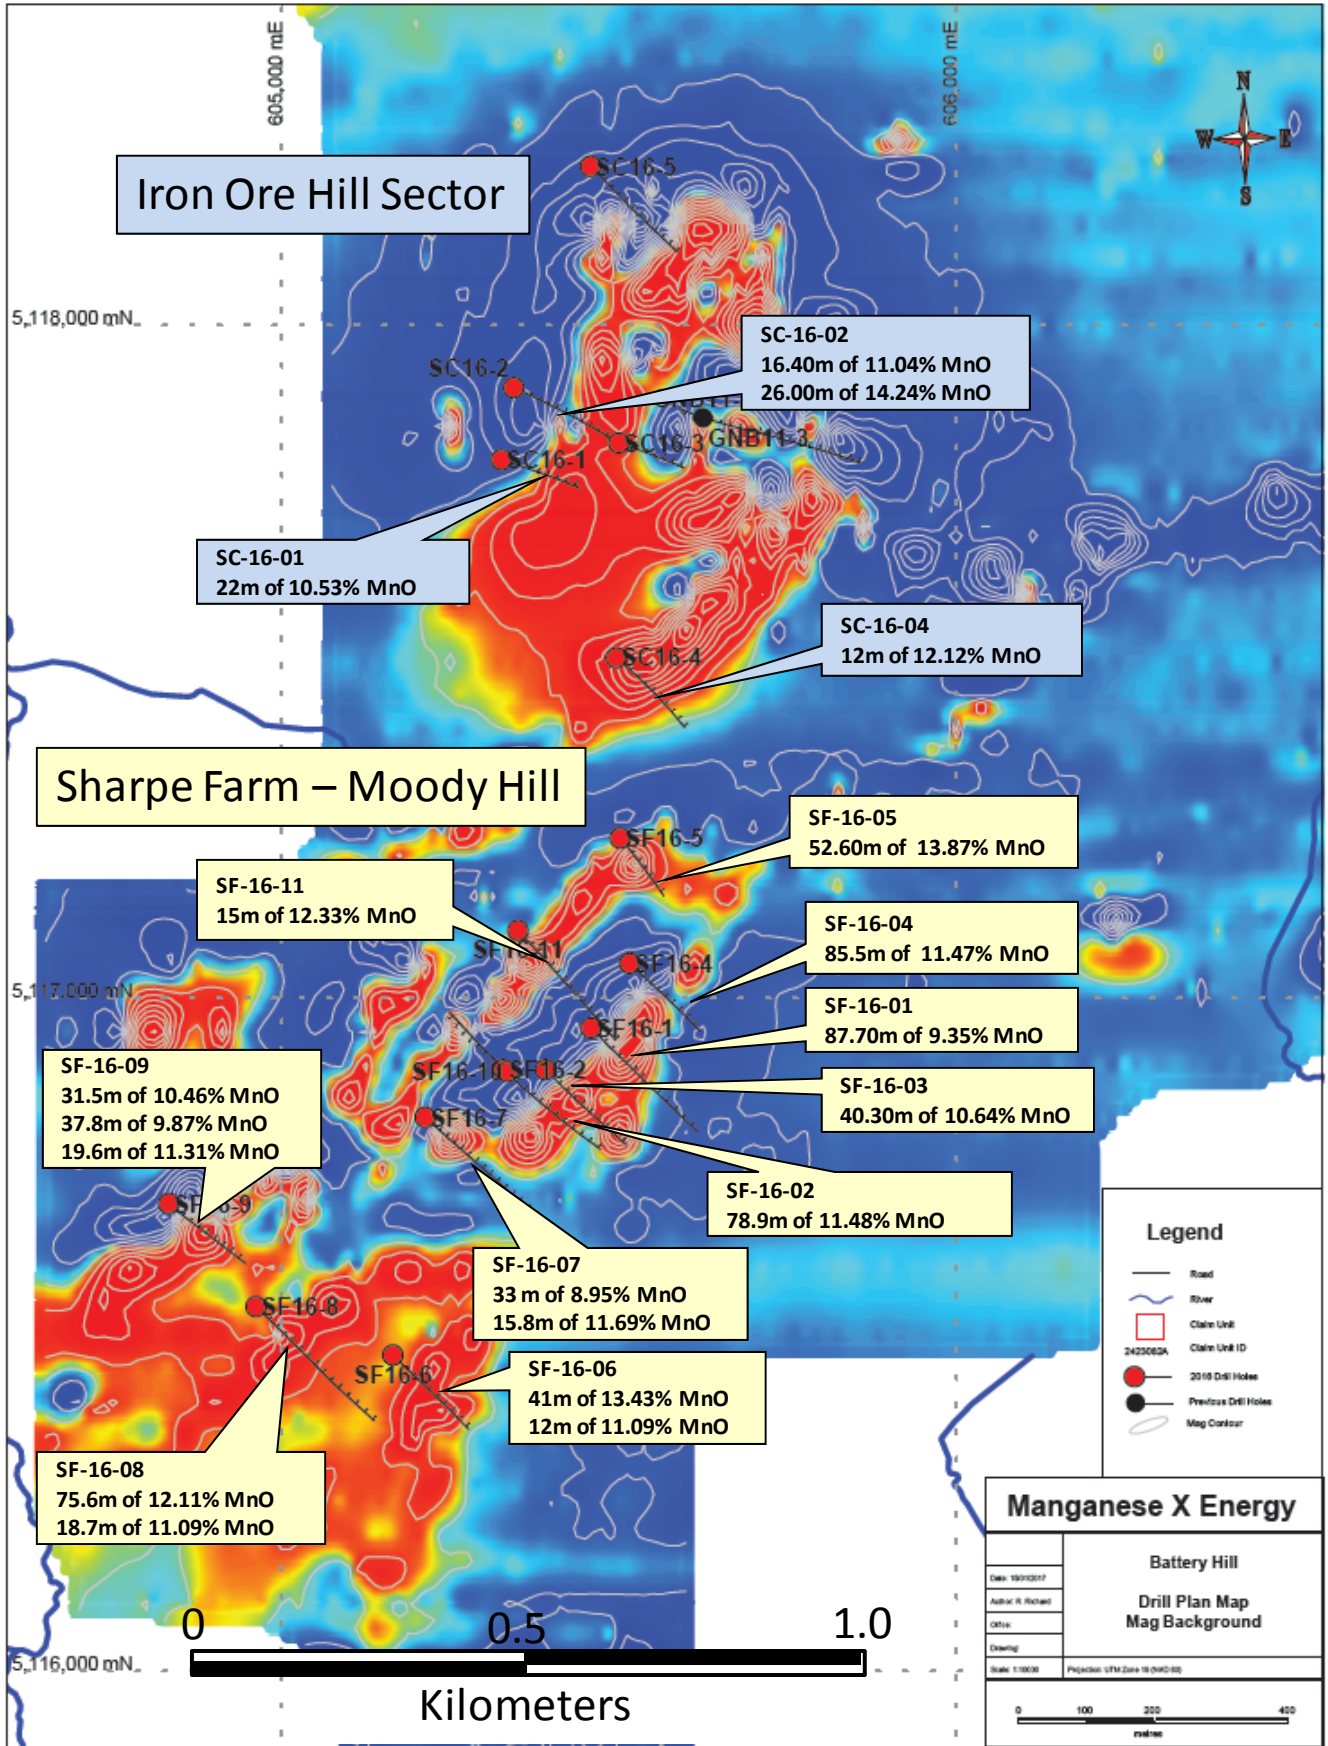 605,000 mE
606,000 mE
N
W E
S
SC16-5
Iron Ore Hill Sector
5,118,000 mN
SC-16-02
16.40m of 11.04% MnO
26.00m of 14.24% MnO
SC16-2
SC16-3
GNB11-3
SC16-1
SC-16-01
22m of 10.53% MnO
SC-16-04
12m of 12.12% MnO
SC16-4
Sharpe Farm – Moody Hill
SF-16-05
52.60m of 13.87% MnO
SF16-5
SF-16-11
15m of 12.33% MnO
SF-16-04
85.5m of 11.47% MnO
SF16-11
SF16-4
5,117,000 mN
SF-16-01
87.70m of 9.35% MnO
SF16-1
SF-16-09
31.5m of 10.46% MnO
37.8m of 9.87% MnO
19.6m of 11.31% MnO
SF16-10
SF16-2
SF-16-03
40.30m of 10.64% MnO
SF16-7
SF-16-02
78.9m of 11.48% MnO
SF16-9
SF-16-07
33 m of 8.95% MnO
15.8m of 11.69% MnO
SF16-8
SF16-6
SF-16-06
41m of 13.43% MnO
12m of 11.09% MnO
SF-16-08
75.6m of 12.11% MnO
18.7m of 11.09% MnO
Legend
Road
River
Claim Unit
2423082A Claim Unit ID
2016 Drill Holes
Previous Drill Holes
Mag Contour
Manganese X Energy
Battery Hill
Drill Plan Map
Mag Background
Author: R. Richard
Office:
Drawing:
Scale: 1:10000
0 100 200 400
metres
0 0.5 1.0
Kilometers
5,116,000 mN